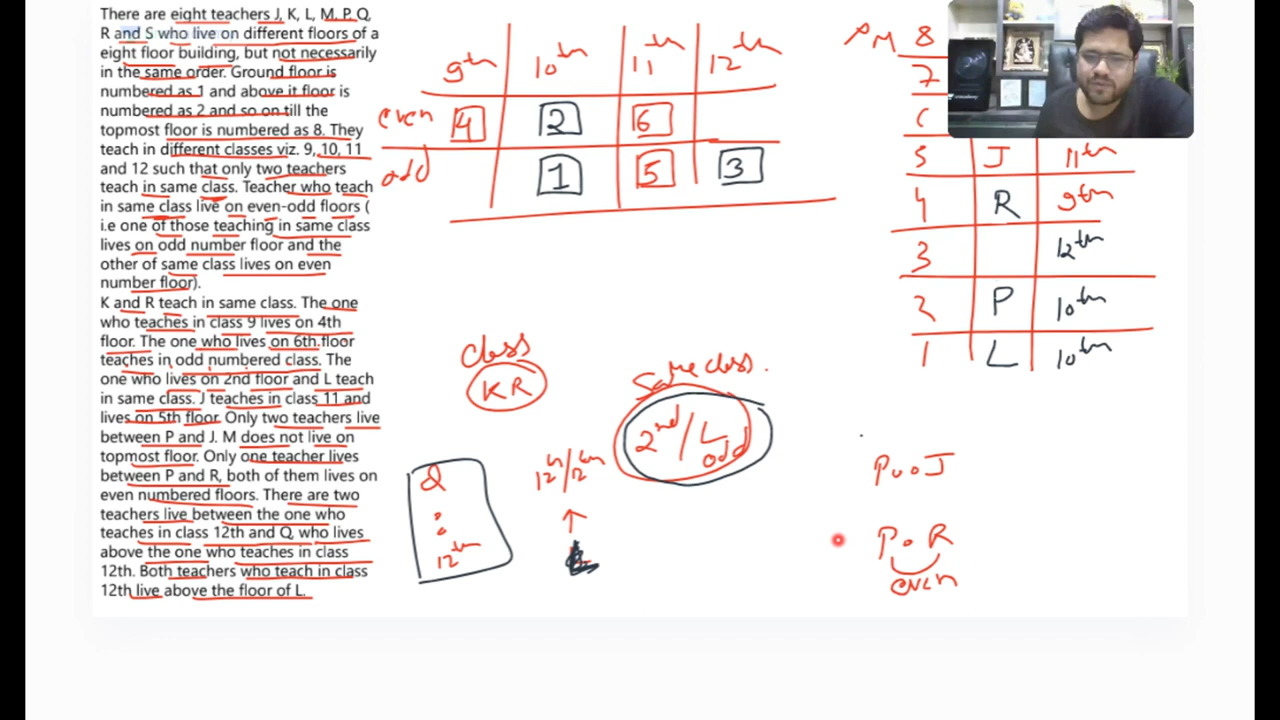 There are eight teachers J, K, L, M, P, Q,
R and S who live on different floors of a
eight floor building, but not necessarily
in the same order. Ground floor is
numbered as 1 and above it floor is
numbered as 2 and so on till the
topmost floor is numbered as 8. They
teach in different classes viz. 9, 10, 11
and 12 such that only two teachers
teach in same class. Teacher who teach
in same class live on even-odd floors (
i.e one of those teaching in same class
lives on odd number floor and the
other of same class lives on even
number floor).
K and R teach in same class. The one
who teaches in class 9 lives on 4th
floor. The one who lives on 6th floor
teaches in odd numbered class. The
one who lives on 2nd floor and L teach
in same class. J teaches in class 11 and
lives on 5th floor. Only two teachers live
between P and J. M does not live on
topmost floor. Only one teacher lives
between P and R, both of them lives on
even numbered floors. There are two
teachers live between the one who
teaches in class 12th and Q, who lives
above the one who teaches in class
12th. Both teachers who teach in class
12th live above the floor of L.
9th 10th 11th 12th
even 4 2 6
odd 1 5 3
class
KR
Same class.
2nd/L
odd
Q
12th
12th/12th
M 8
7
5 J 11th
4 R 9th
3 12th
2 P 10th
1 L 10th
P o o J
P o R
even